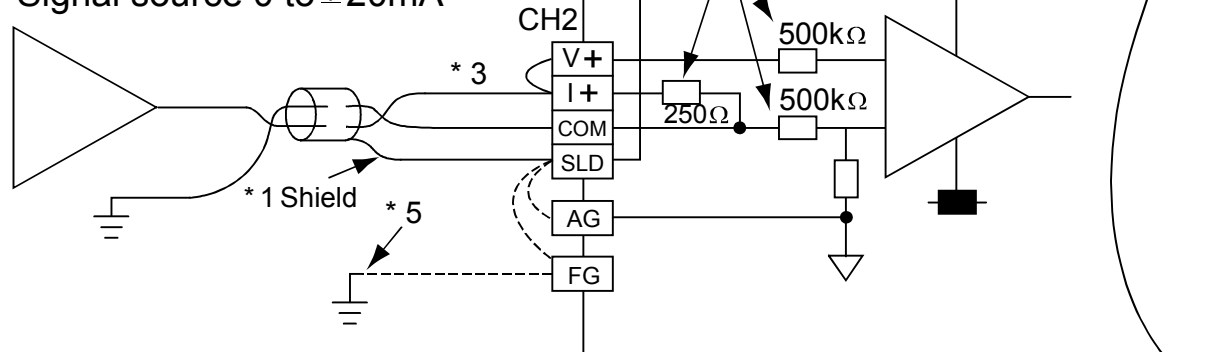 Signal source 0 to ±20mA
CH2
V+
* 3
I+
COM
SLD
AG
FG
500kΩ
250Ω
500kΩ
* 1 Shield
* 5